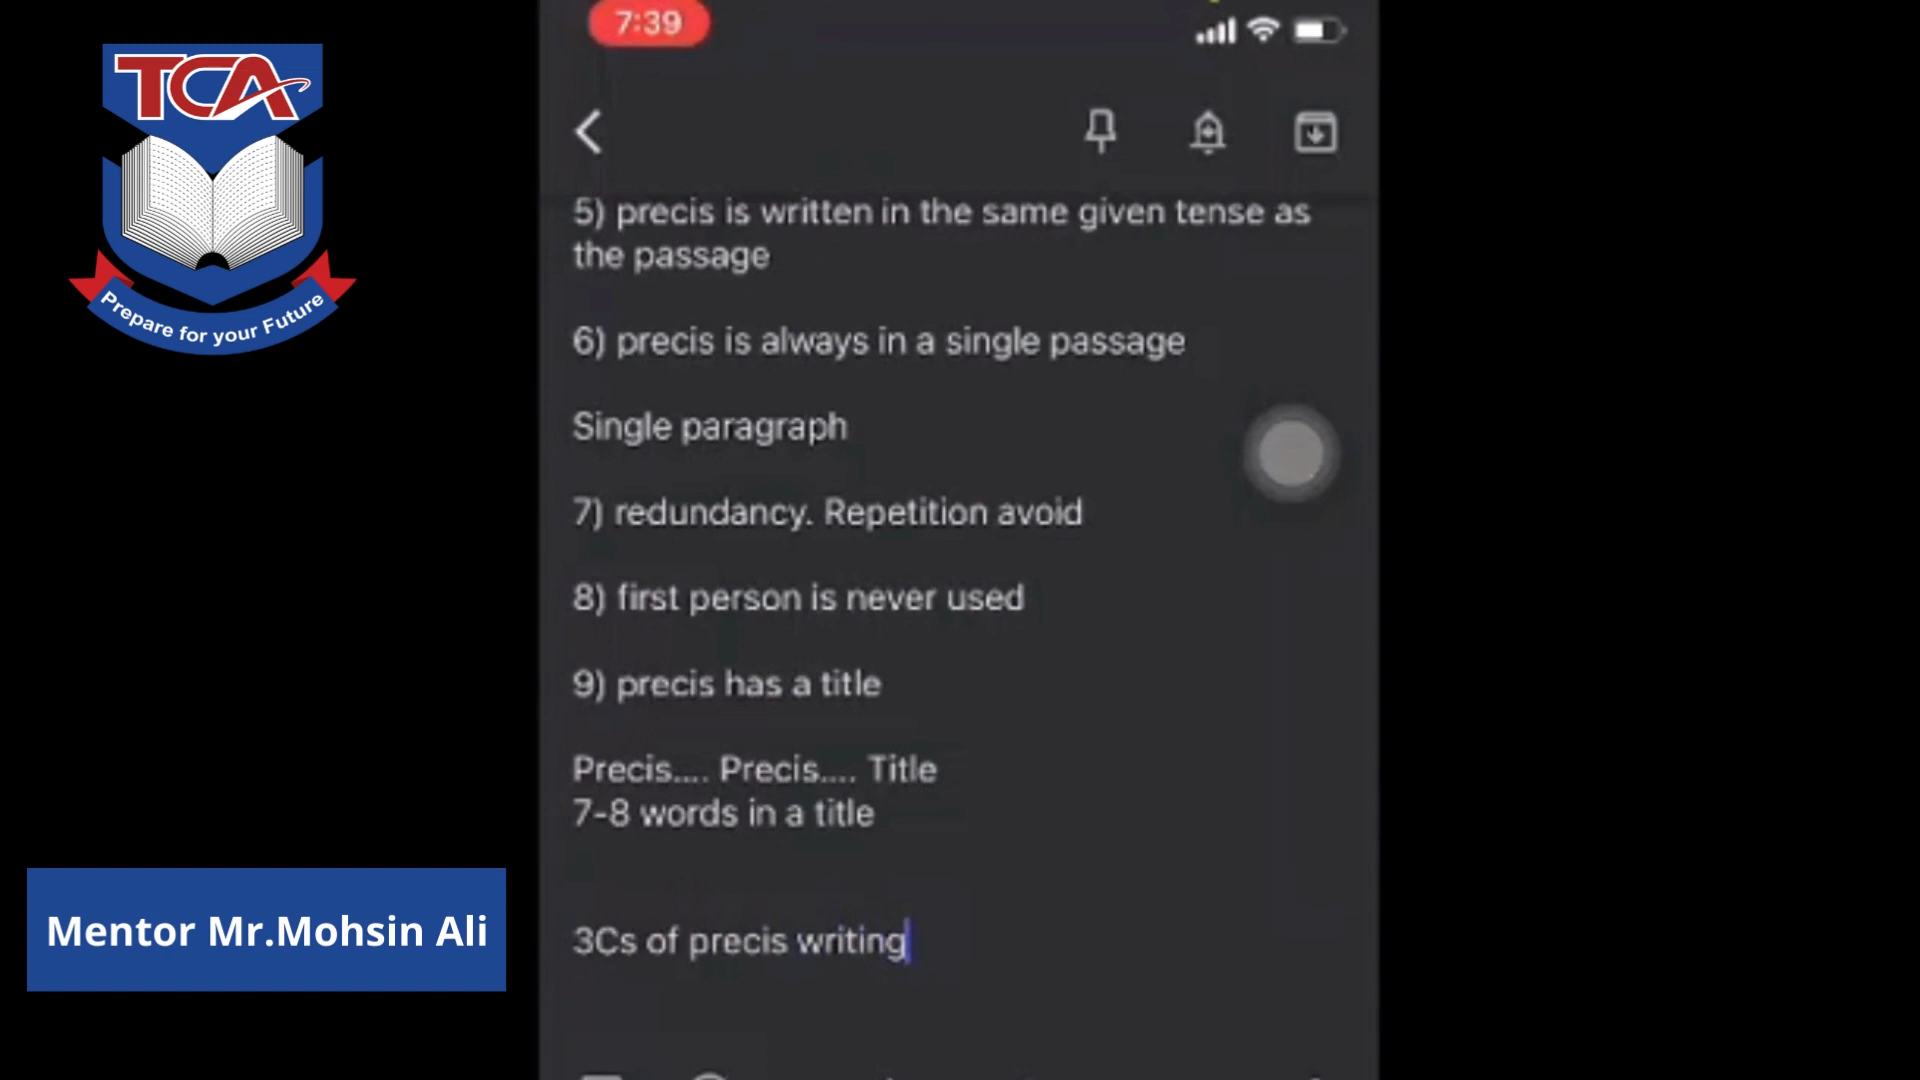 7:39
TCA
Prepare for your Future
5) precis is written in the same given tense as
the passage
6) precis is always in a single passage
Single paragraph
7) redundancy. Repetition avoid
8) first person is never used
9) precis has a title
Precis.... Precis.... Title
7-8 words in a title
3Cs of precis writing
Mentor Mr.Mohsin Ali